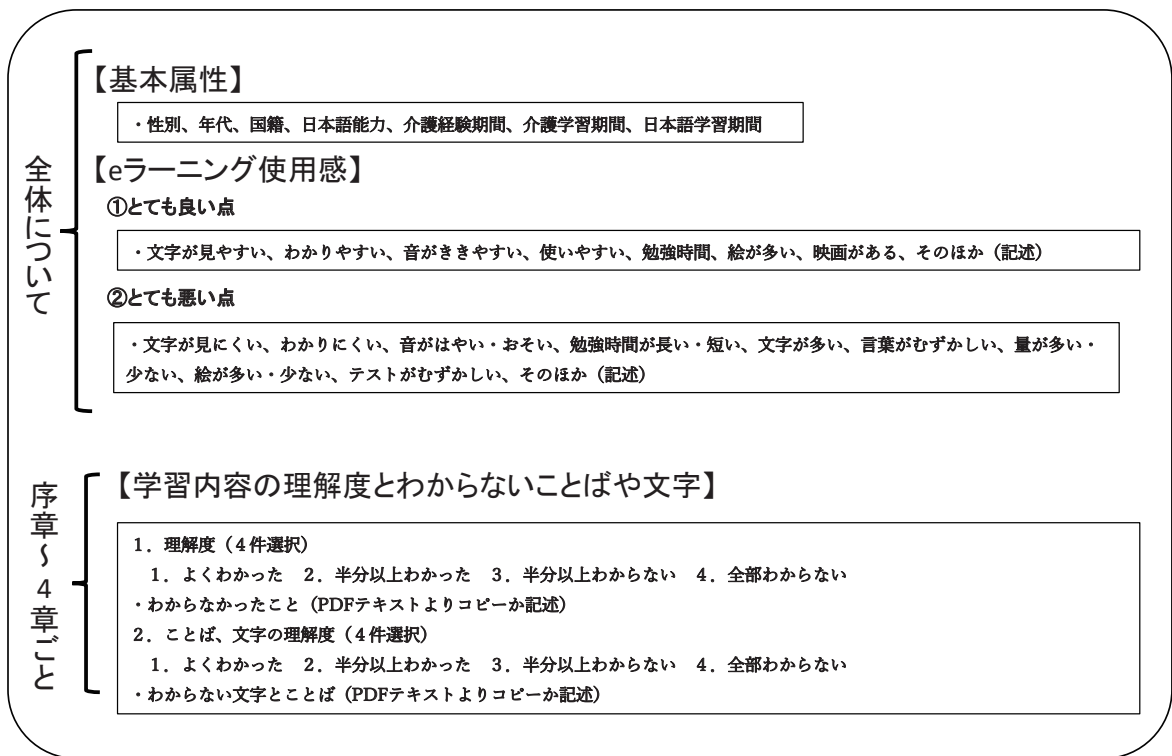 全体について
【基本属性】
・性別、年代、国籍、日本語能力、介護経験期間、介護学習期間、日本語学習期間
【eラーニング使用感】
①とても良い点
・文字が見やすい、わかりやすい、音がききやすい、使いやすい、勉強時間、絵が多い、映画がある、そのほか（記述）
②とても悪い点
・文字が見にくい、わかりにくい、音がはやい・おそい、勉強時間が長い・短い、文字が多い、言葉がむずかしい、量が多い・
少ない、絵が多い・少ない、テストがむずかしい、そのほか（記述）
序章～4章ごと
【学習内容の理解度とわからないことばや文字】
1．理解度（4件選択）
1．よくわかった 2．半分以上わかった 3．半分以上わからない 4．全部わからない
・わからなかったこと（PDFテキストよりコピーか記述）
2．ことば、文字の理解度（4件選択）
1．よくわかった 2．半分以上わかった 3．半分以上わからない 4．全部わからない
・わからない文字とことば（PDFテキストよりコピーか記述）